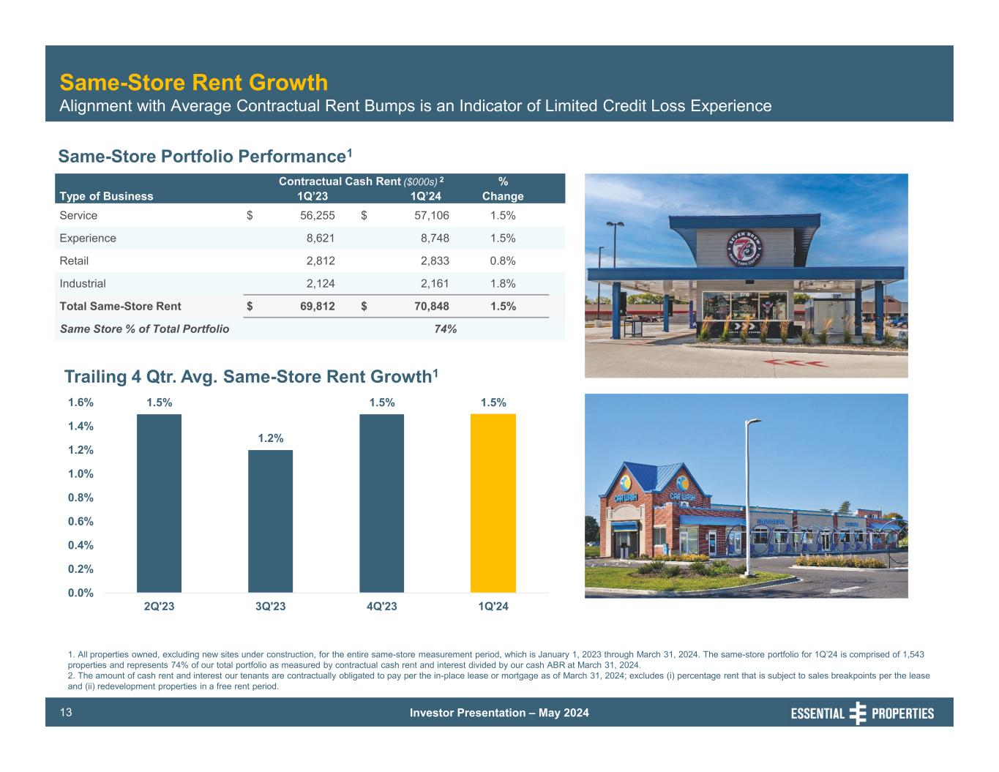 Same-Store Rent Growth
Alignment with Average Contractual Rent Bumps is an Indicator of Limited Credit Loss Experience
Same-Store Portfolio Performance1
Contractual Cash Rent ($000s) 2 %
Type of Business 1Q’23 1Q’24 Change
Service $ 56,255 $ 57,106 1.5%
Experience 8,621 8,748 1.5%
Retail 2,812 2,833 0.8%
Industrial 2,124 2,161 1.8%
Total Same-Store Rent $ 69,812 $ 70,848 1.5%
Same Store % of Total Portfolio 74%
SEVEN BREW
7B
DRIVE THRU COFFEE
3710
DRIVE THRU COFFEE
Trailing 4 Qtr. Avg. Same-Store Rent Growth1
1.6% 1.5% 1.5% 1.5%
1.4%
1.2% 1.2%
1.0%
0.8%
0.6%
0.4%
0.2%
0.0%
2Q'23 3Q'23 4Q'23 1Q'24
CAR WASH CAR WASH
1. All properties owned, excluding new sites under construction, for the entire same-store measurement period, which is January 1, 2023 through March 31, 2024. The same-store portfolio for 1Q’24 is comprised of 1,543
properties and represents 74% of our total portfolio as measured by contractual cash rent and interest divided by our cash ABR at March 31, 2024.
2. The amount of cash rent and interest our tenants are contractually obligated to pay per the in-place lease or mortgage as of March 31, 2024; excludes (i) percentage rent that is subject to sales breakpoints per the lease
and (ii) redevelopment properties in a free rent period.
13 Investor Presentation – May 2024 ESSENTIAL PROPERTIES